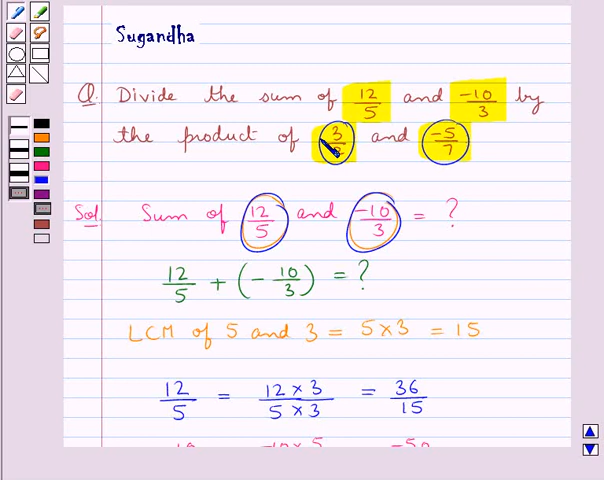 Sugandha
Q. Divide the sum of 12/5 and -10/3 by
the product of 3/ and -5/7
Sol. Sum of 12/5 and -10/3 = ?
12/5 + (-10/3) = ?
LCM of 5 and 3 = 5×3 = 15
12/5 = 12×3/5×3 = 36/15